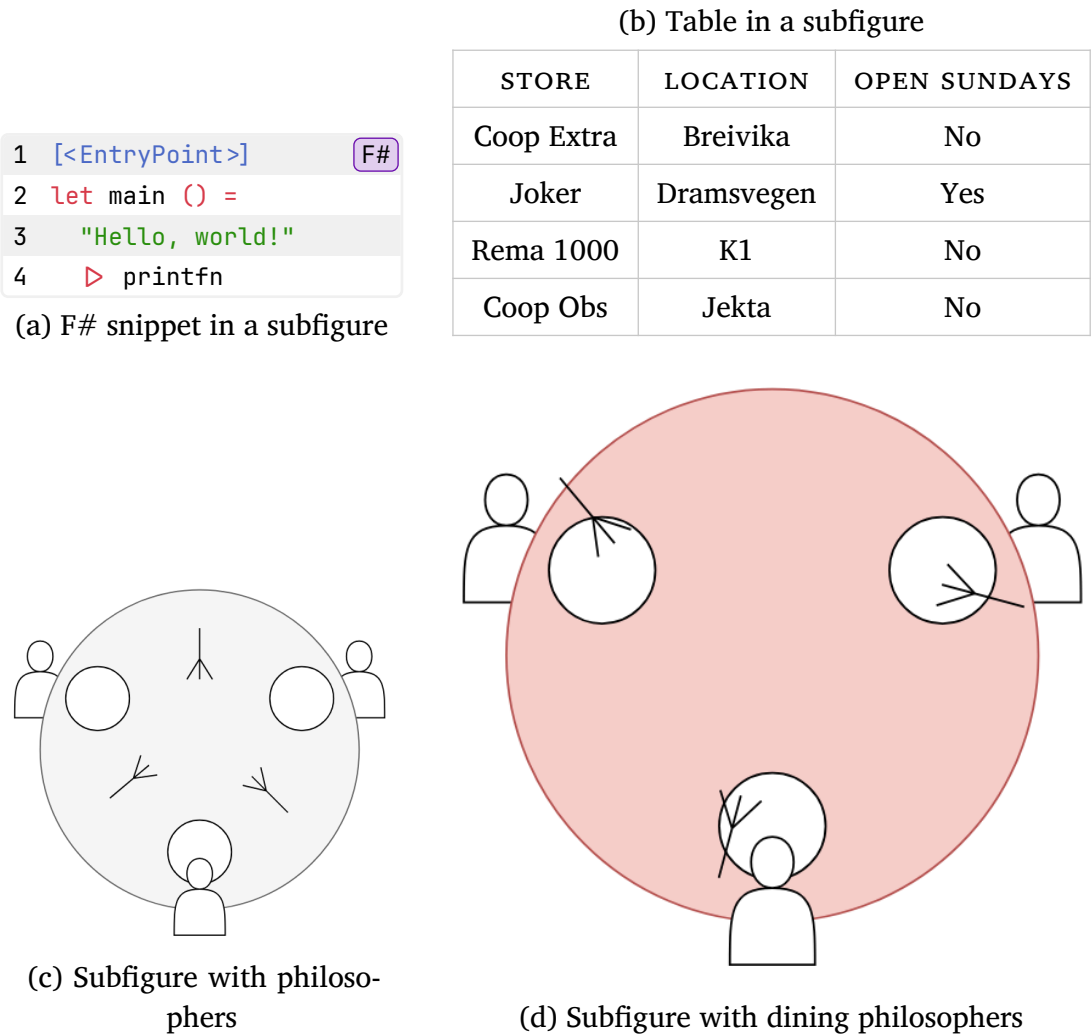 1 [<EntryPoint>] F#
2 let main () =
3 "Hello, world!"
4 |> printfn
(a) F# snippet in a subfigure
(b) Table in a subfigure
STORE LOCATION OPEN SUNDAYS
Coop Extra Breivika No
Joker Dramsvegen Yes
Rema 1000 K1 No
Coop Obs Jekta No
(c) Subfigure with philoso-
phers
(d) Subfigure with dining philosophers